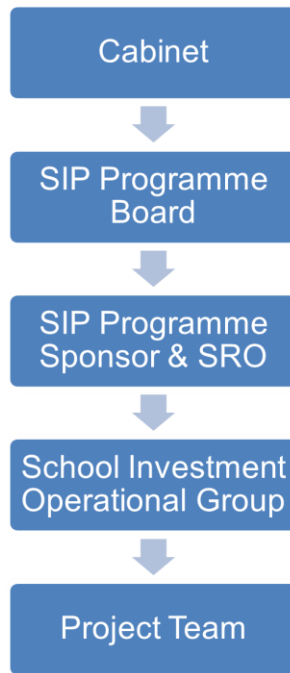 Cabinet
SIP Programme
Board
SIP Programme
Sponsor & SRO
School Investment
Operational Group
Project Team